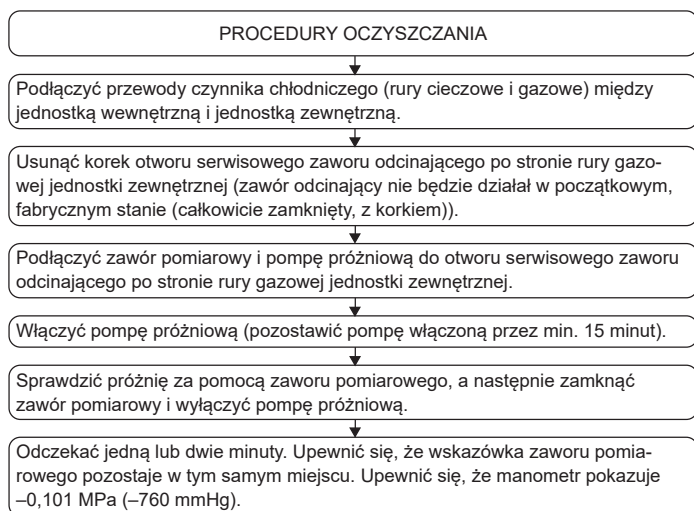 PROCEDURY OCZYSZCZANIA
Podłączyć przewody czynnika chłodniczego (rury cieczowe i gazowe) między
jednostką wewnętrzną i jednostką zewnętrzną.
Usunąć korek otworu serwisowego zaworu odcinającego po stronie rury gazo-
wej jednostki zewnętrznej (zawór odcinający nie będzie działał w początkowym,
fabrycznym stanie (całkowicie zamknięty, z korkiem)).
Podłączyć zawór pomiarowy i pompę próżniową do otworu serwisowego zaworu
odcinającego po stronie rury gazowej jednostki zewnętrznej.
Włączyć pompę próżniową (pozostawić pompę włączoną przez min. 15 minut).
Sprawdzić próżnię za pomocą zaworu pomiarowego, a następnie zamknąć
zawór pomiarowy i wyłączyć pompę próżniową.
Odczekać jedną lub dwie minuty. Upewnić się, że wskazówka zaworu pomia-
rowego pozostaje w tym samym miejscu. Upewnić się, że manometr pokazuje
–0,101 MPa (–760 mmHg).